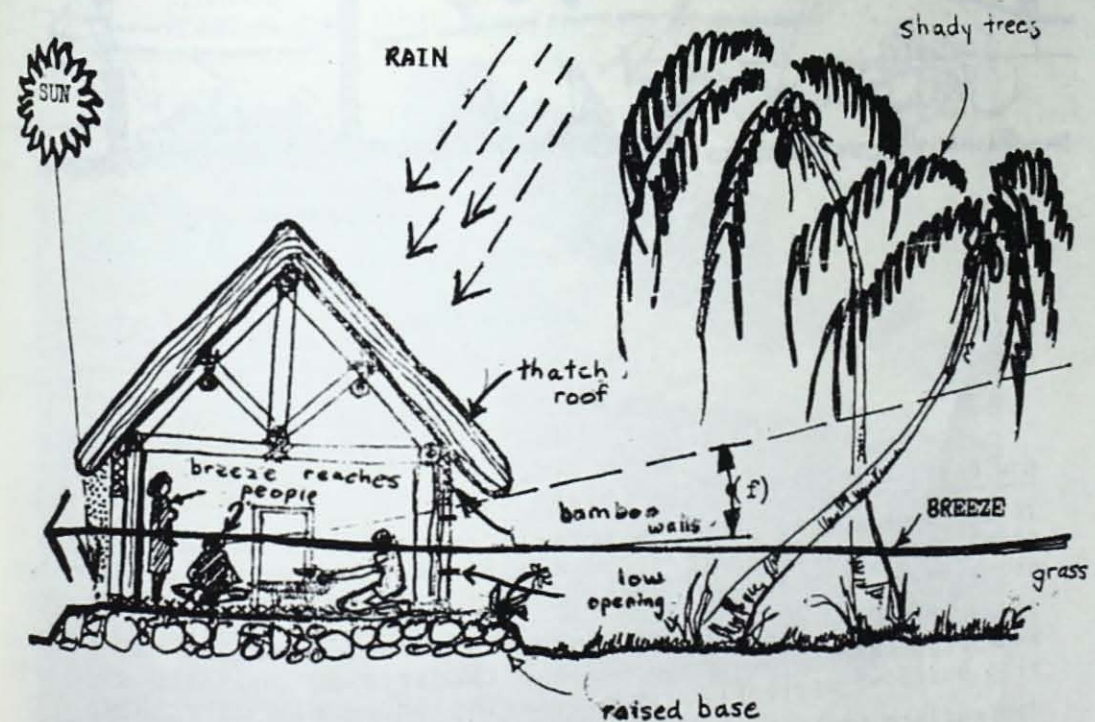 shady trees
RAIN
SUN
thatch
roof
breeze reaches
people
(f)
bamboo
walls
BREEZE
low
opening
grass
raised base